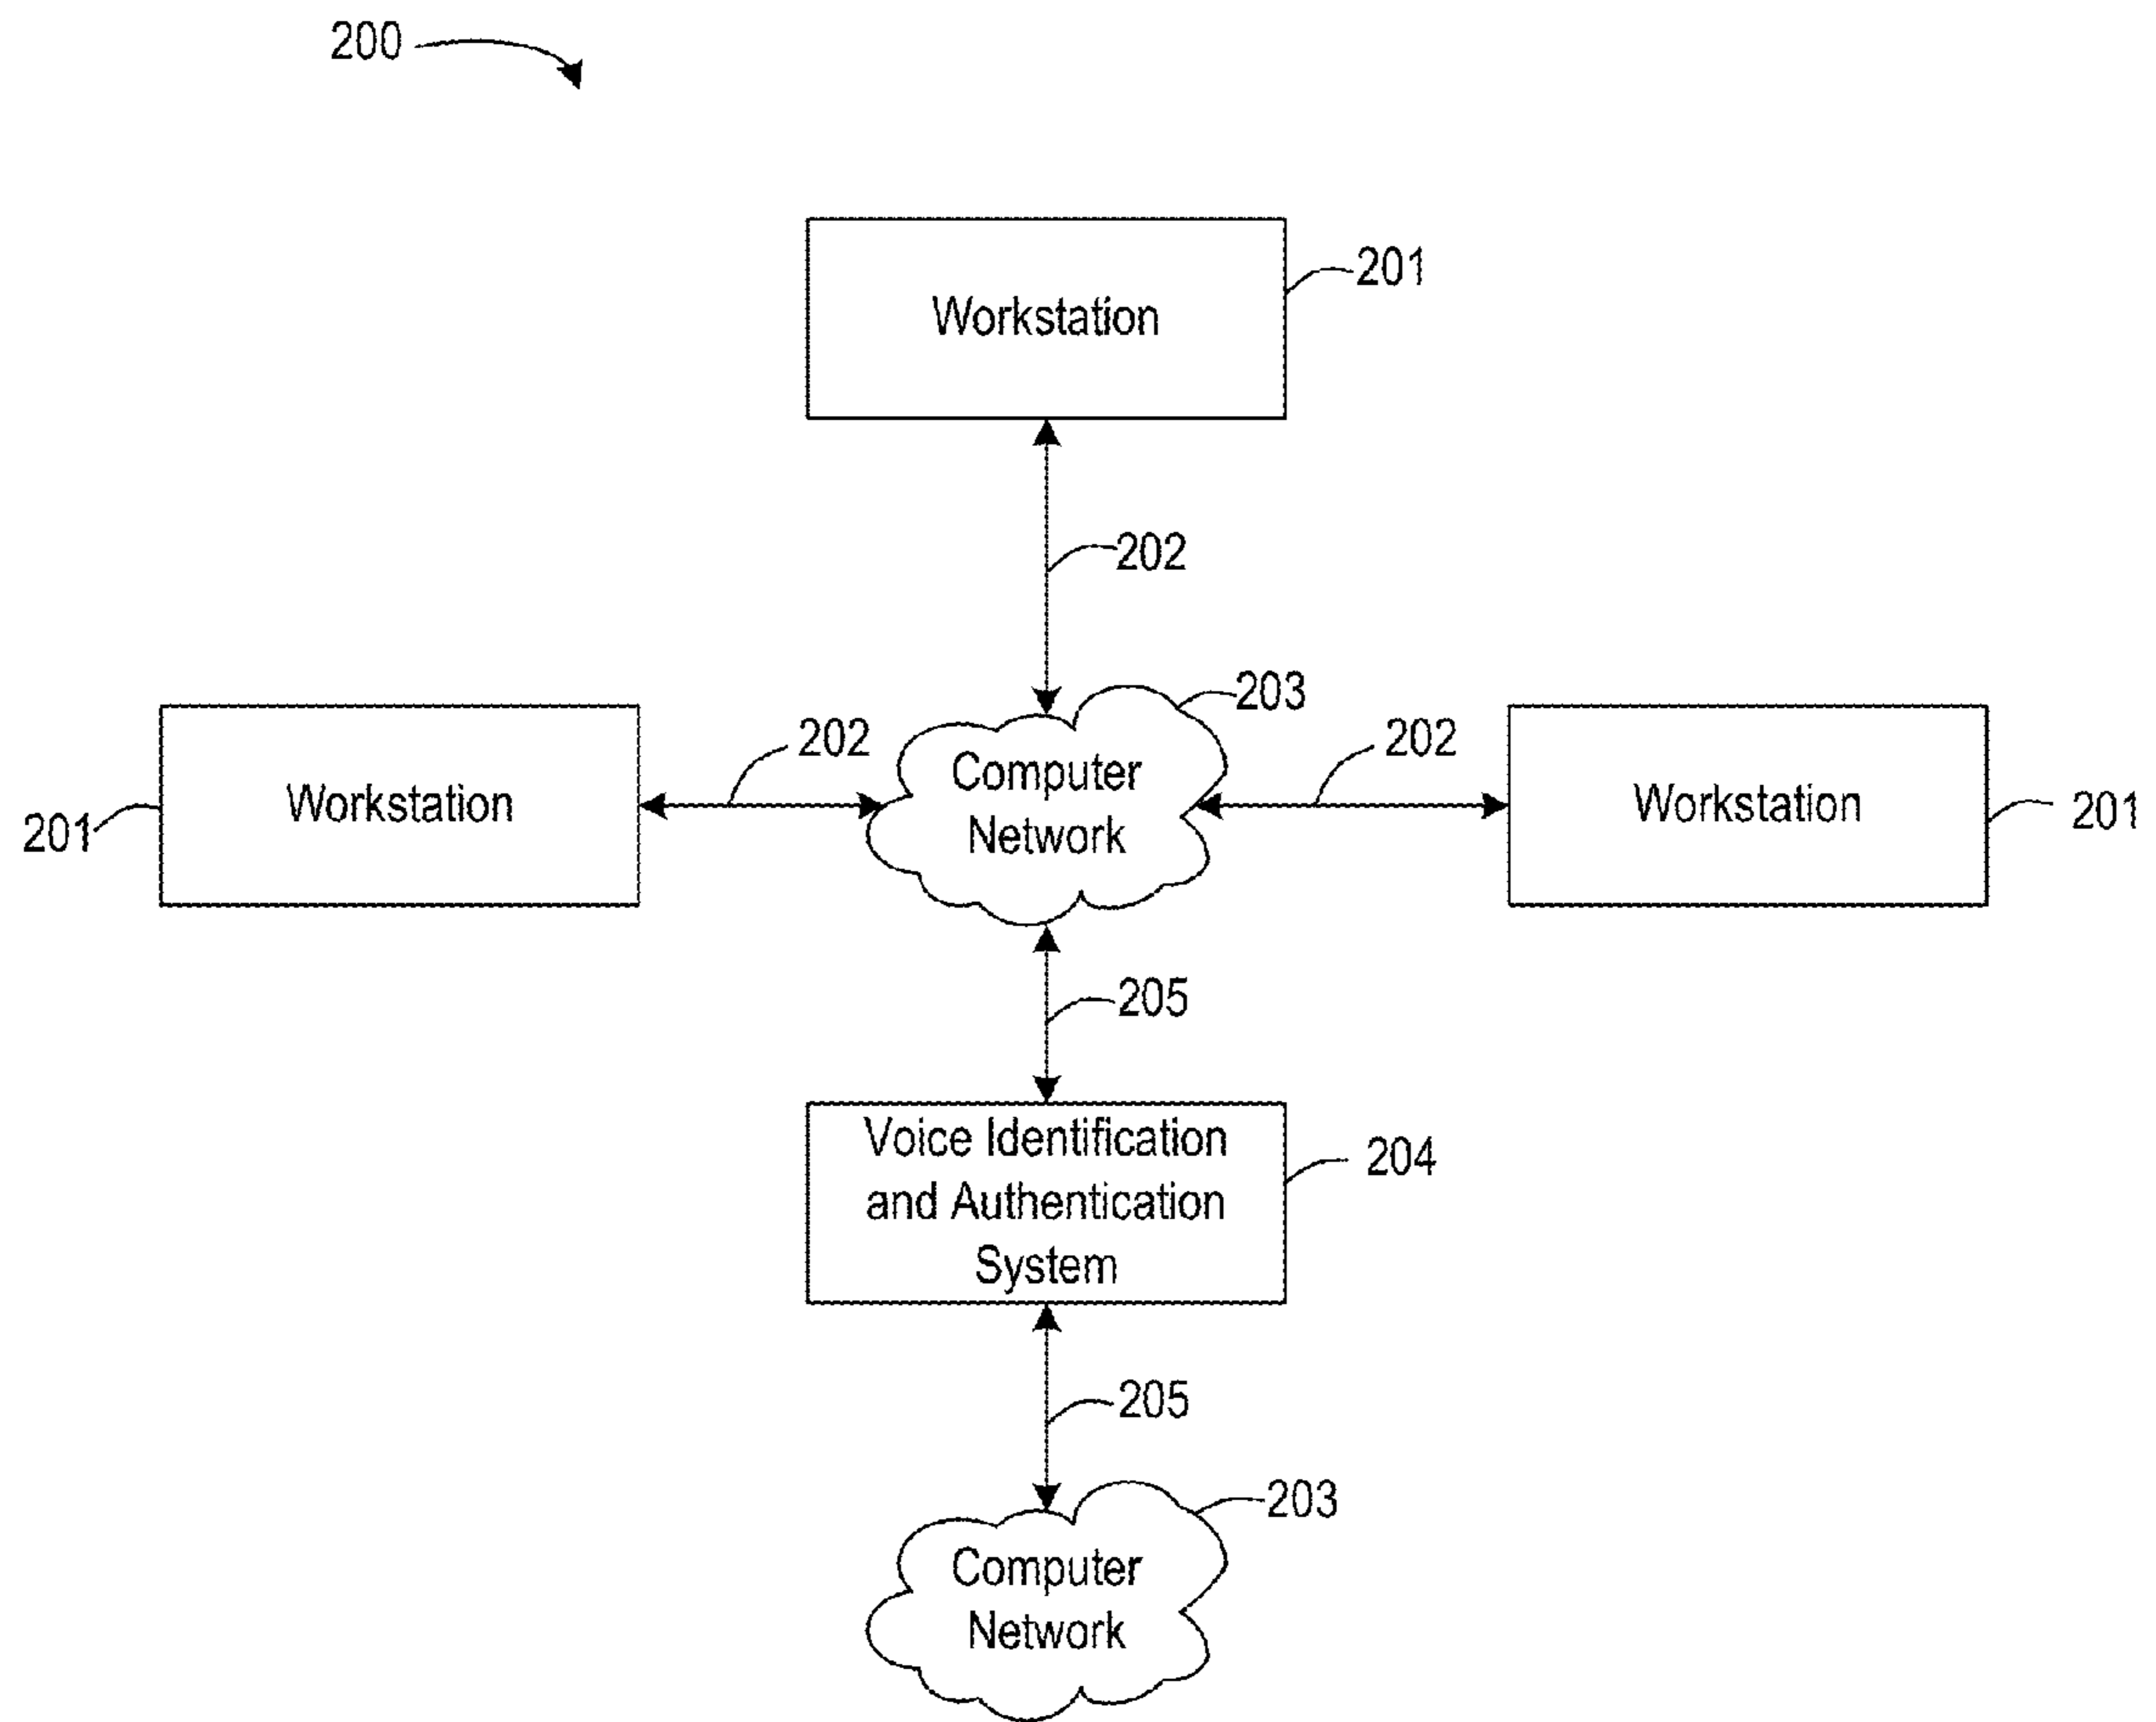 200
Workstation
201
202
203
Computer
Network
202
202
Workstation
201
Workstation
201
205
Voice Identification
and Authentication
System
204
205
203
Computer
Network